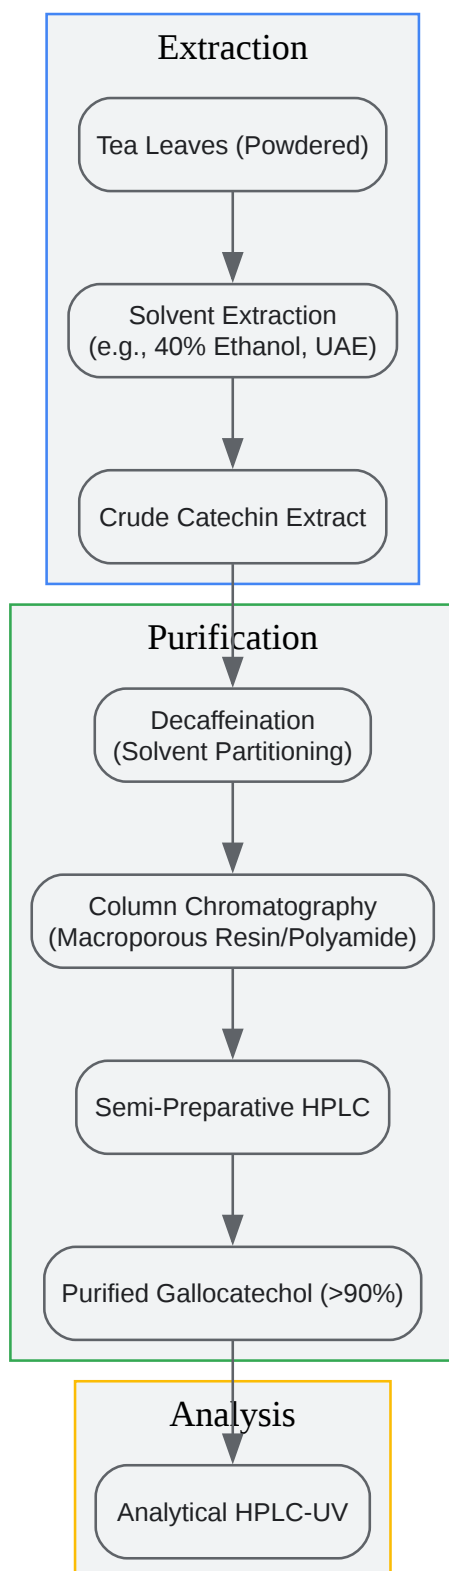 Extraction
Tea Leaves (Powdered)
Solvent Extraction
(e.g., 40% Ethanol, UAE)
Crude Catechin Extract
Purification
Decaffeination
(Solvent Partitioning)
Column Chromatography
(Macroporous Resin/Polyamide)
Semi-Preparative HPLC
Purified Gallocatechol (>90%)
Analysis
Analytical HPLC-UV